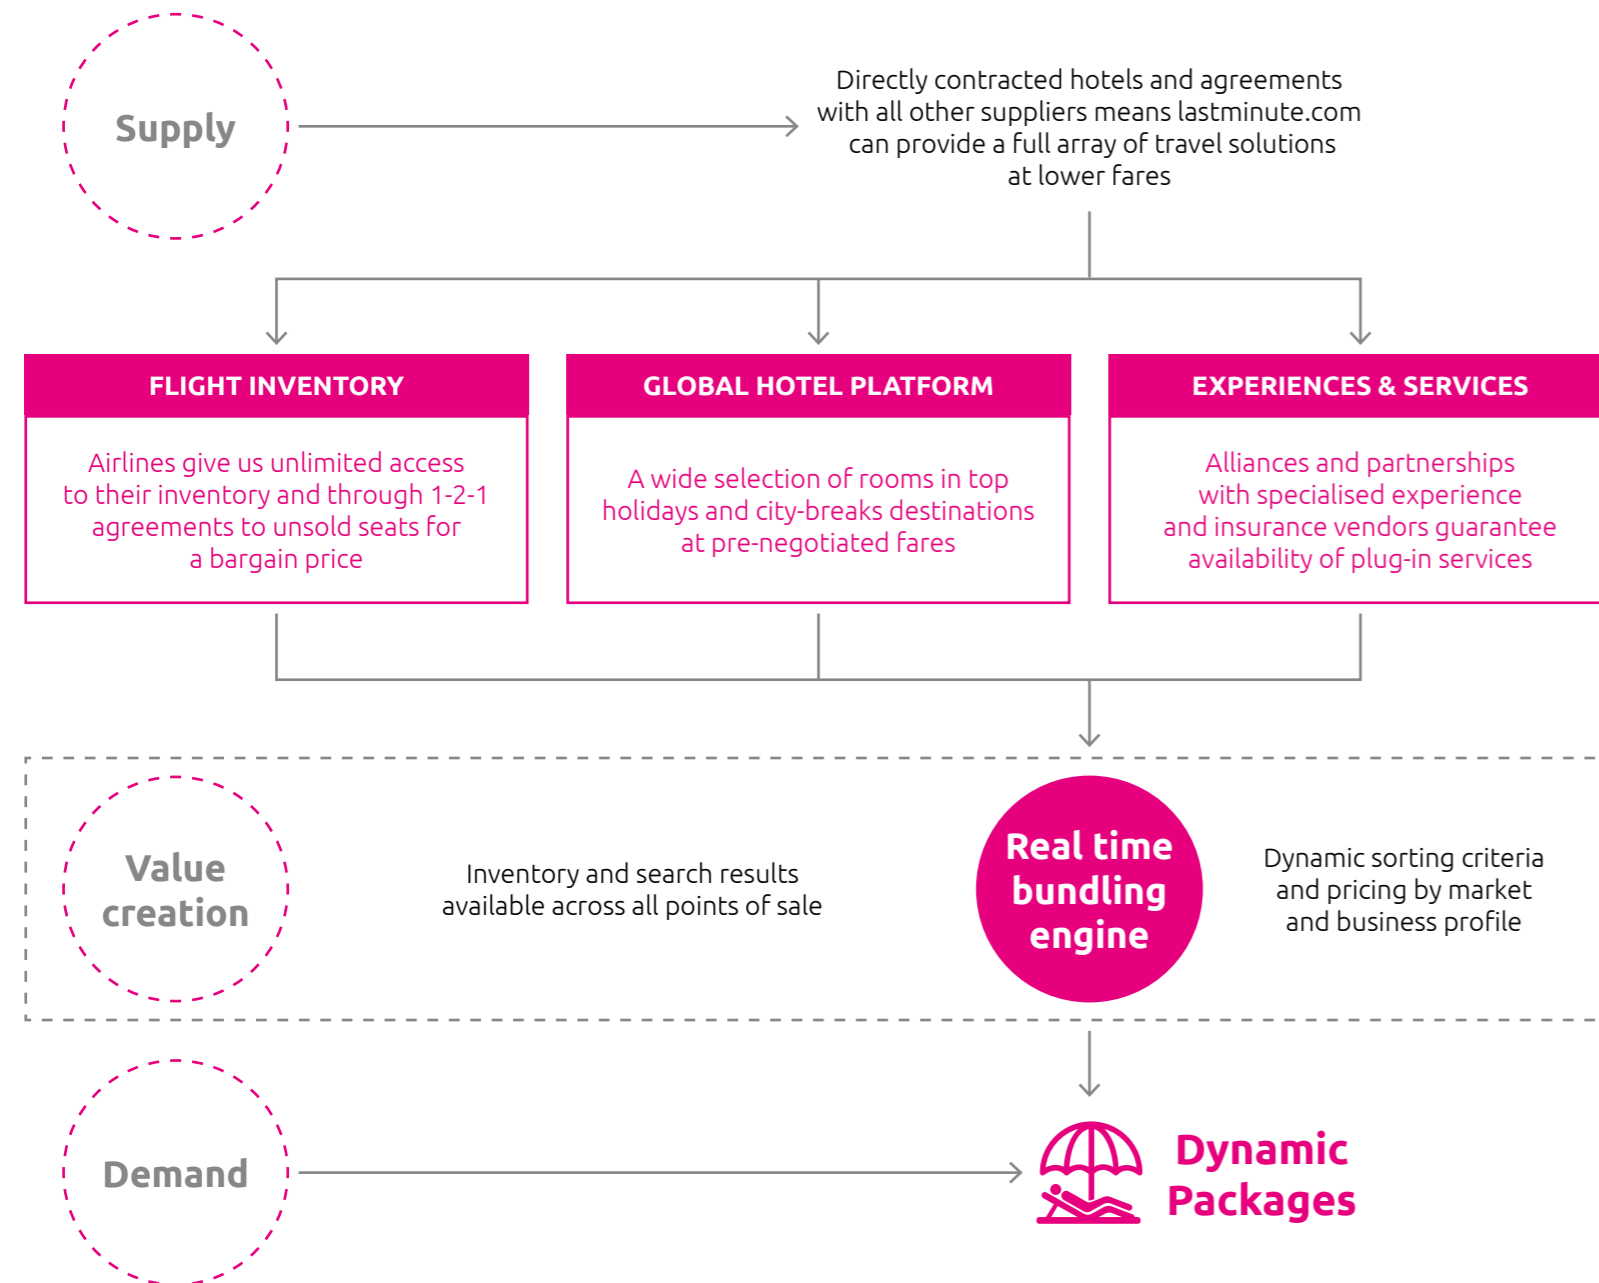 Supply
Directly contracted hotels and agreements
with all other suppliers means lastminute.com
can provide a full array of travel solutions
at lower fares
FLIGHT INVENTORY
Airlines give us unlimited access
to their inventory and through 1-2-1
agreements to unsold seats for
a bargain price
GLOBAL HOTEL PLATFORM
A wide selection of rooms in top
holidays and city-breaks destinations
at pre-negotiated fares
EXPERIENCES & SERVICES
Alliances and partnerships
with specialised experience
and insurance vendors guarantee
availability of plug-in services
Value
creation
Inventory and search results
available across all points of sale
Real time
bundling
engine
Dynamic sorting criteria
and pricing by market
and business profile
Demand
Dynamic
Packages